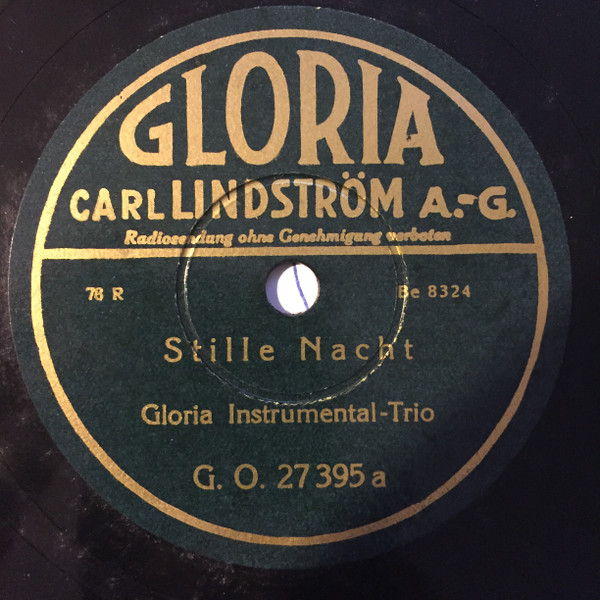 GLORIA
CARL LINDSTRÖM A.-G.
Radiosendung ohne Genehmigung verboten
78 R Be 8324
Stille Nacht
Gloria Instrumental-Trio
G. O. 27395 a